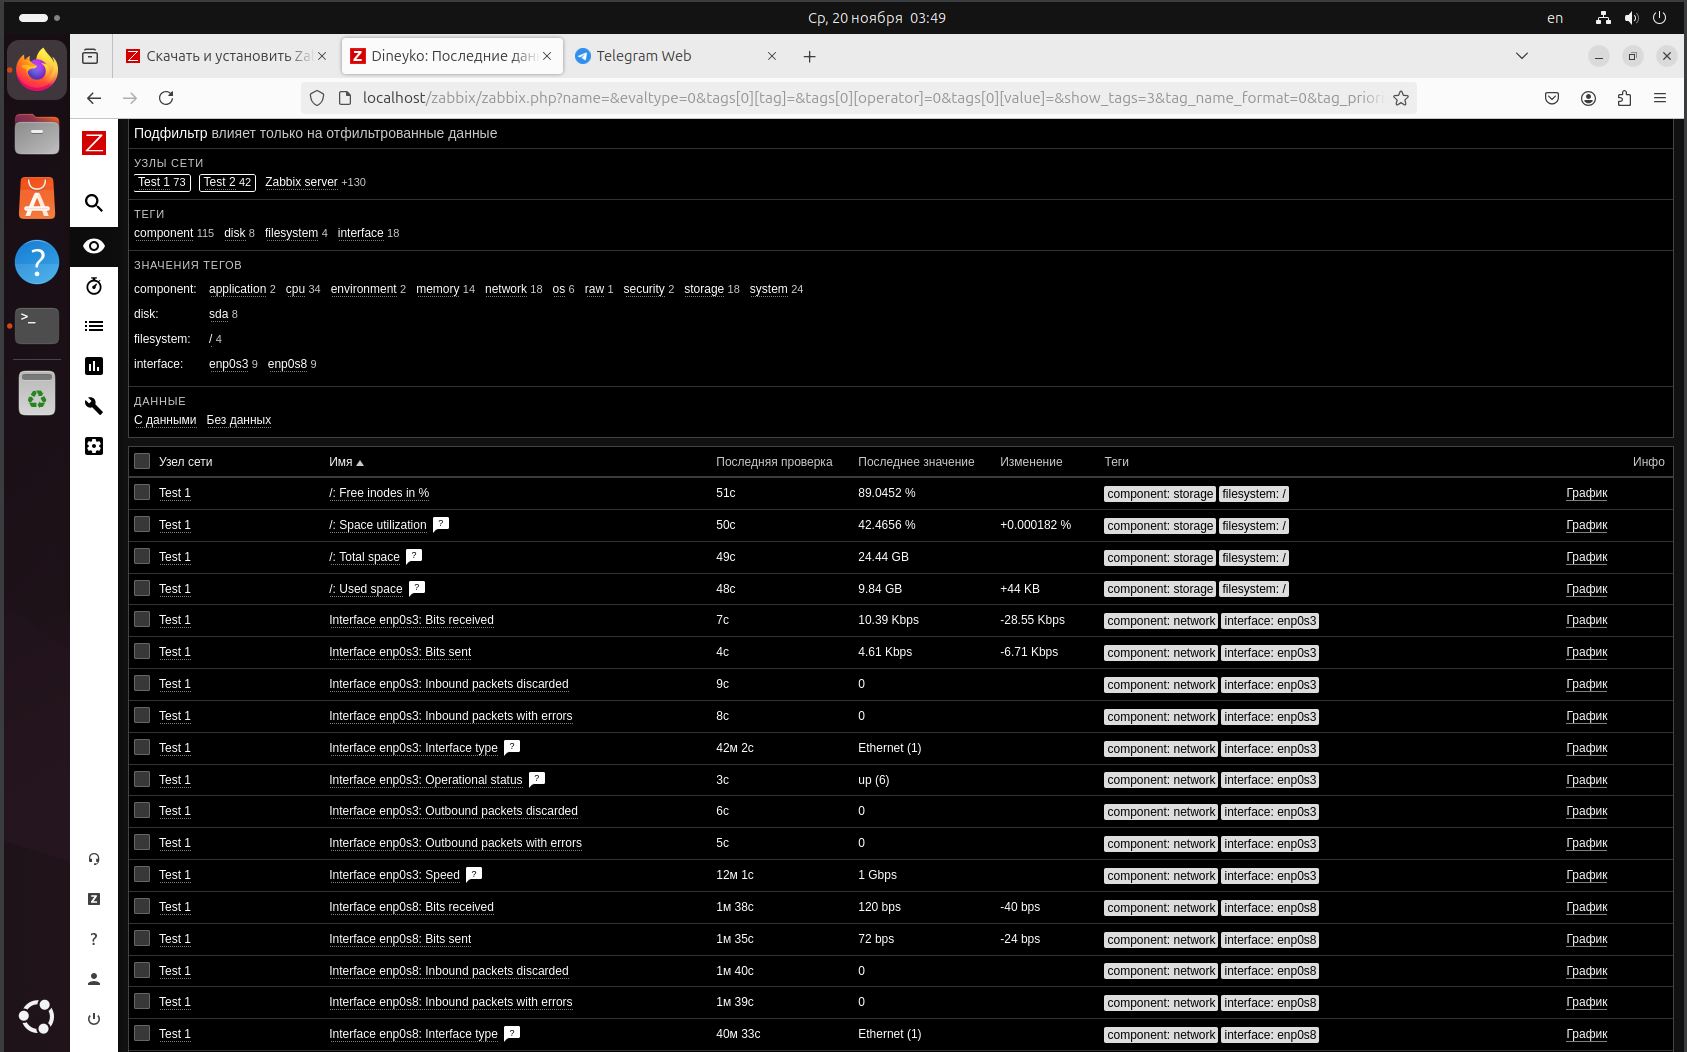 Ср, 20 ноября 03:49
en
Скачать и установить Za
Dineyko: Последние дан
Telegram Web
localhost/zabbix/zabbix.php?name=&evaltype=0&tags[0][tag]=&tags[0][operator]=0&tags[0][value]=&show_tags=3&tag_name_format=0&tag_prior
Подфильтр влияет только на отфильтрованные данные
УЗЛЫ СЕТИ
Test 1 73 Test 2 42 Zabbix server +130
ТЕГИ
component 115 disk 8 filesystem 4 interface 18
ЗНАЧЕНИЯ ТЕГОВ
component: application 2 cpu 34 environment 2 memory 14 network 18 os 6 raw 1 security 2 storage 18 system 24
disk: sda 8
filesystem: / 4
interface: enp0s3 9 enp0s8 9
ДАННЫЕ
С данными Без данных
Узел сети Имя Последняя проверка Последнее значение Изменение Теги Инфо
Test 1 /: Free inodes in % 51с 89.0452 % component: storage filesystem: / График
Test 1 /: Space utilization ? 50с 42.4656 % +0.000182 % component: storage filesystem: / График
Test 1 /: Total space ? 49с 24.44 GB component: storage filesystem: / График
Test 1 /: Used space ? 48с 9.84 GB +44 KB component: storage filesystem: / График
Test 1 Interface enp0s3: Bits received 7с 10.39 Kbps -28.55 Kbps component: network interface: enp0s3 График
Test 1 Interface enp0s3: Bits sent 4с 4.61 Kbps -6.71 Kbps component: network interface: enp0s3 График
Test 1 Interface enp0s3: Inbound packets discarded 9с 0 component: network interface: enp0s3 График
Test 1 Interface enp0s3: Inbound packets with errors 8с 0 component: network interface: enp0s3 График
Test 1 Interface enp0s3: Interface type ? 42м 2с Ethernet (1) component: network interface: enp0s3 График
Test 1 Interface enp0s3: Operational status ? 3с up (6) component: network interface: enp0s3 График
Test 1 Interface enp0s3: Outbound packets discarded 6с 0 component: network interface: enp0s3 График
Test 1 Interface enp0s3: Outbound packets with errors 5с 0 component: network interface: enp0s3 График
Test 1 Interface enp0s3: Speed ? 12м 1с 1 Gbps component: network interface: enp0s3 График
Test 1 Interface enp0s8: Bits received 1м 38с 120 bps -40 bps component: network interface: enp0s8 График
Test 1 Interface enp0s8: Bits sent 1м 35с 72 bps -24 bps component: network interface: enp0s8 График
Test 1 Interface enp0s8: Inbound packets discarded 1м 40с 0 component: network interface: enp0s8 График
Test 1 Interface enp0s8: Inbound packets with errors 1м 39с 0 component: network interface: enp0s8 График
Test 1 Interface enp0s8: Interface type ? 40м 33с Ethernet (1) component: network interface: enp0s8 График